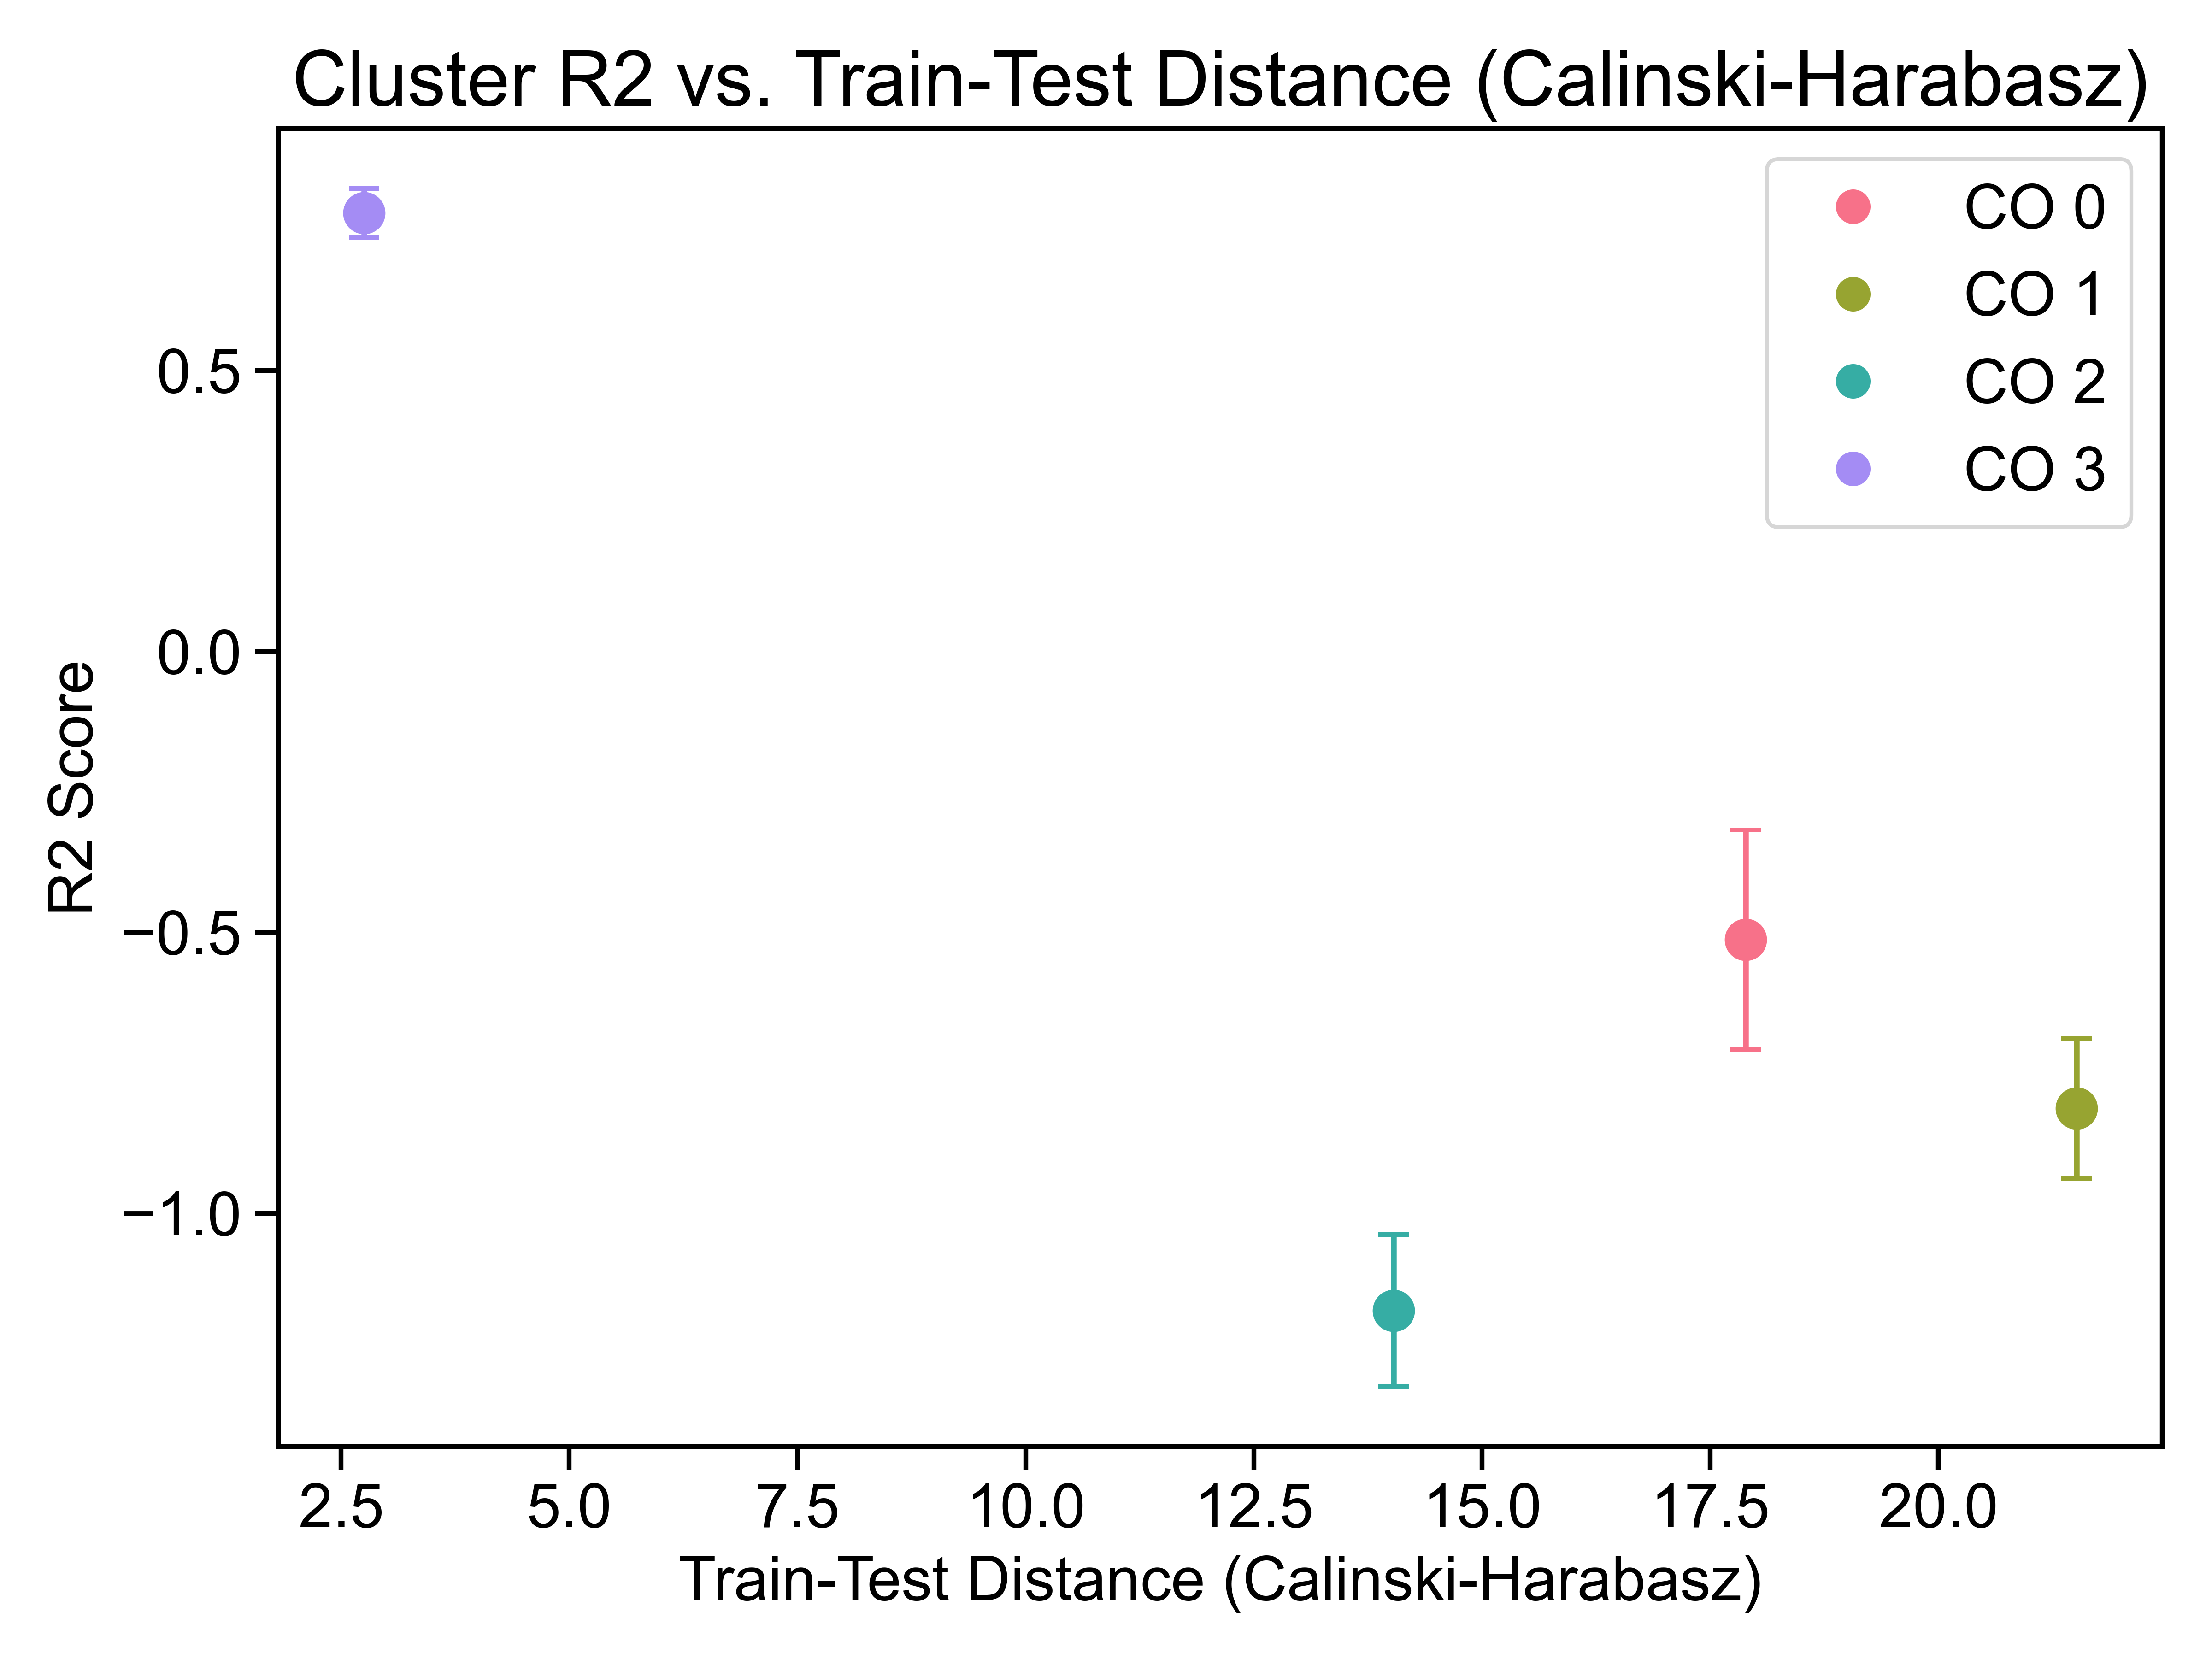 Cluster R2 vs. Train-Test Distance (Calinski-Harabasz)
CO 0
CO 1
CO 2
CO 3
R2 Score
0.5
0.0
−0.5
−1.0
2.5 5.0 7.5 10.0 12.5 15.0 17.5 20.0
Train-Test Distance (Calinski-Harabasz)